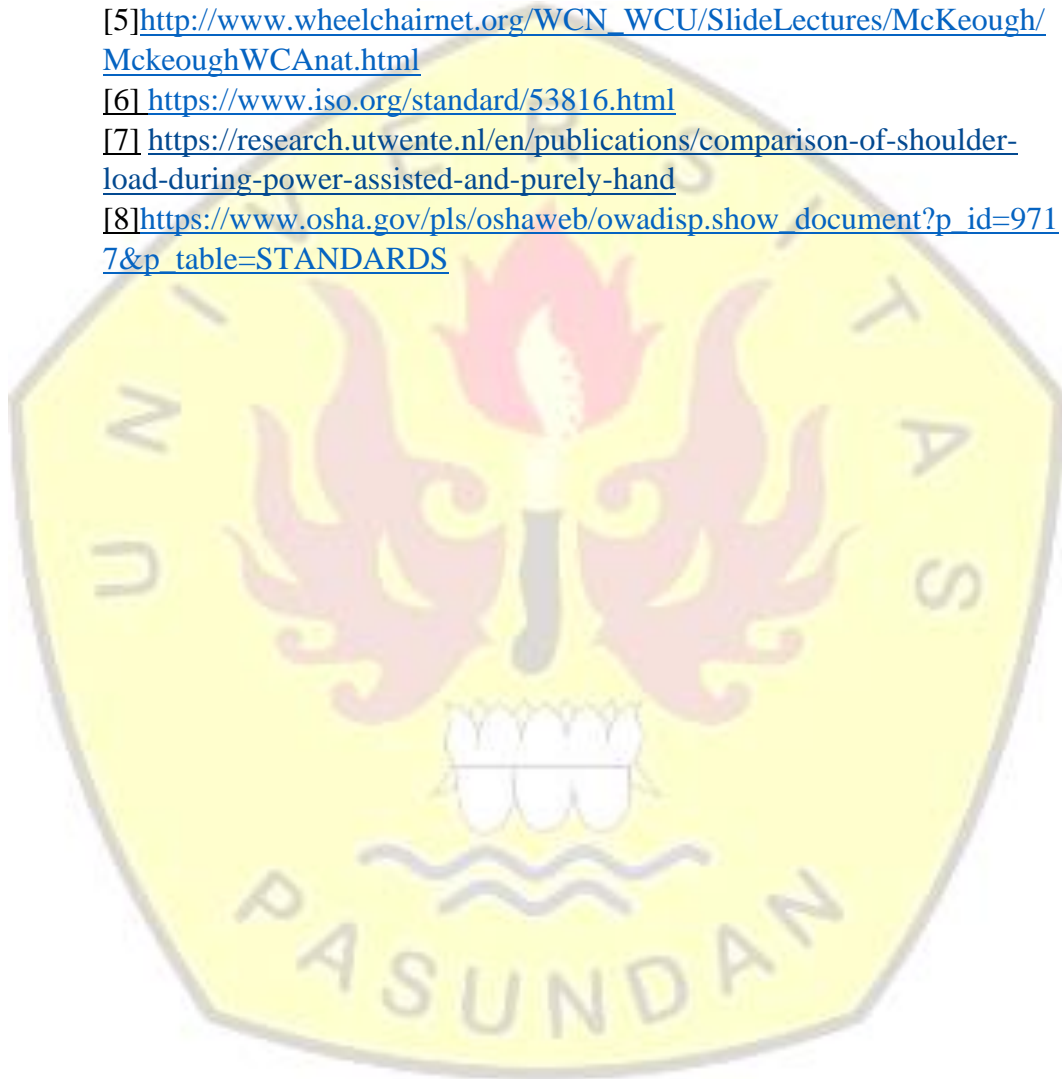 [5]http://www.wheelchairnet.org/WCN_WCU/SlideLectures/McKeough/
MckeoughWCAnat.html
[6] https://www.iso.org/standard/53816.html
[7] https://research.utwente.nl/en/publications/comparison-of-shoulder-
load-during-power-assisted-and-purely-hand
[8]https://www.osha.gov/pls/oshaweb/owadisp.show_document?p_id=971
7&p_table=STANDARDS
UNIVERSITAS
PASUNDAN